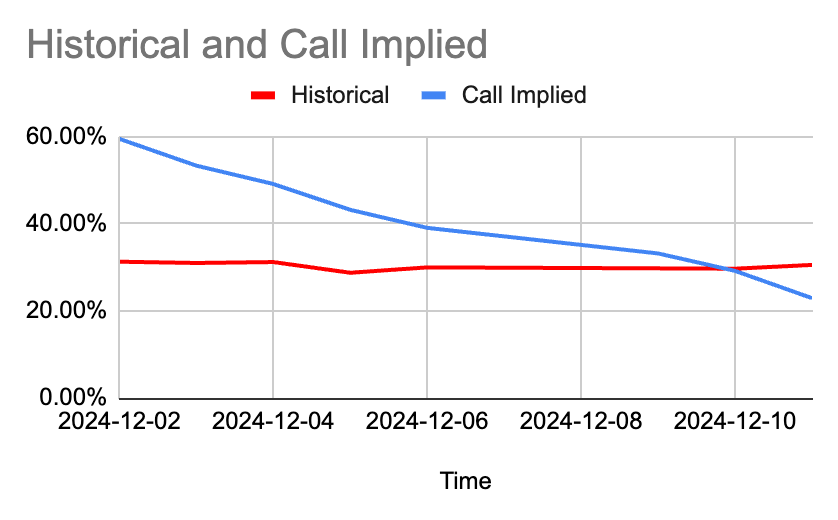 Historical and Call Implied
Historical Call Implied
60.00%
40.00%
20.00%
0.00%
2024-12-02 2024-12-04 2024-12-06 2024-12-08 2024-12-10
Time